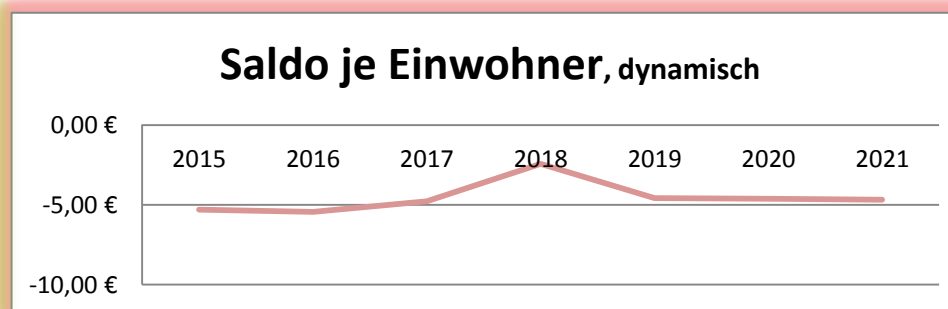 Saldo je Einwohner, dynamisch
0,00 €
2015 2016 2017 2018 2019 2020 2021
-5,00 €
-10,00 €